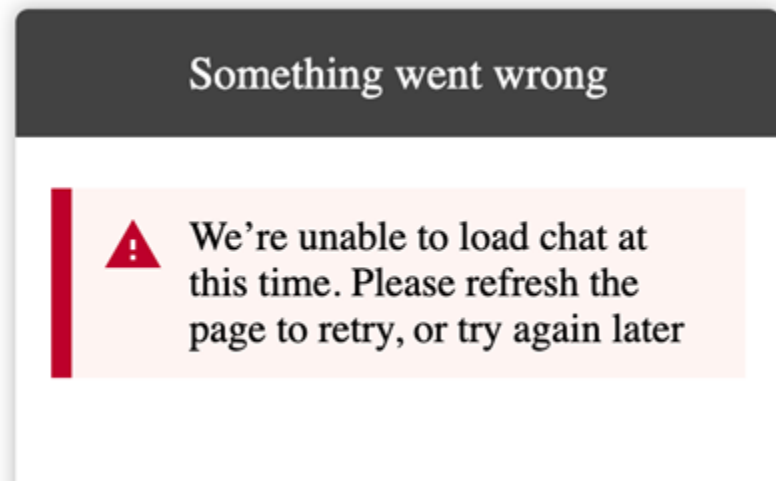 Something went wrong
We’re unable to load chat at
this time. Please refresh the
page to retry, or try again later